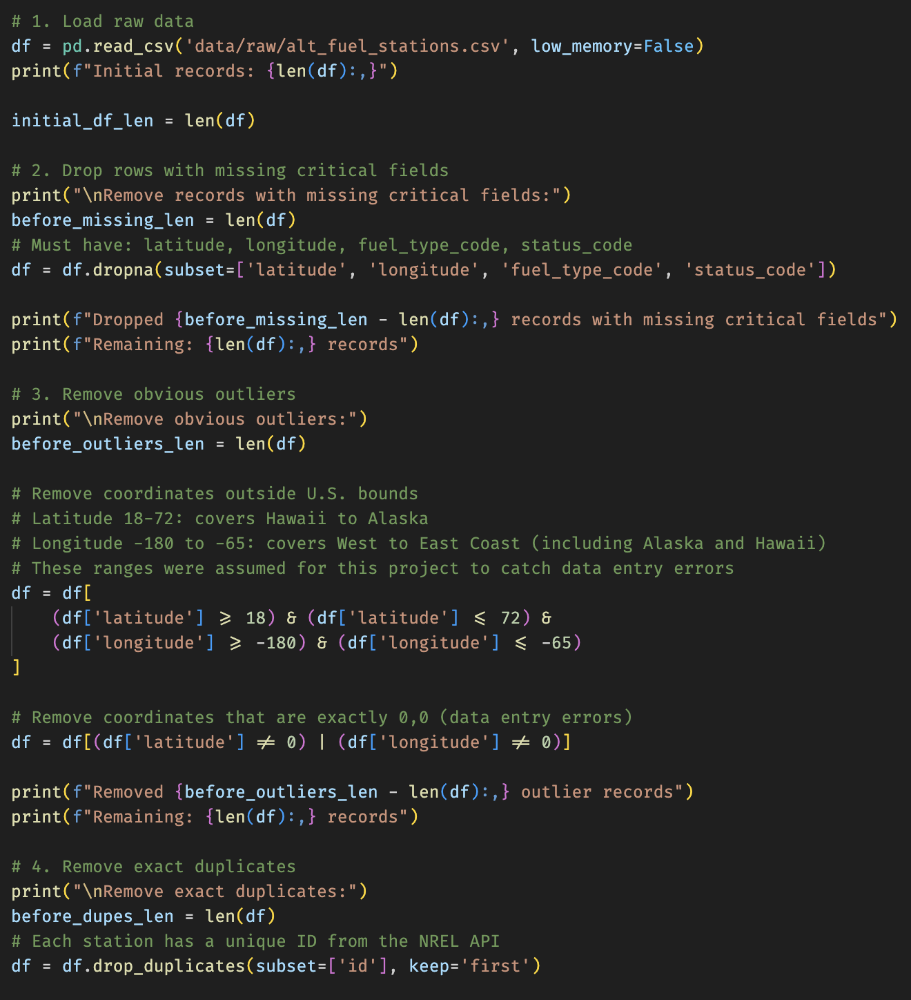 # 1. Load raw data
df = pd.read_csv('data/raw/alt_fuel_stations.csv', low_memory=False)
print(f"Initial records: {len(df):,}")
initial_df_len = len(df)
# 2. Drop rows with missing critical fields
print("\nRemove records with missing critical fields:")
before_missing_len = len(df)
# Must have: latitude, longitude, fuel_type_code, status_code
df = df.dropna(subset=['latitude', 'longitude', 'fuel_type_code', 'status_code'])
print(f"Dropped {before_missing_len - len(df):,} records with missing critical fields")
print(f"Remaining: {len(df):,} records")
# 3. Remove obvious outliers
print("\nRemove obvious outliers:")
before_outliers_len = len(df)
# Remove coordinates outside U.S. bounds
# Latitude 18-72: covers Hawaii to Alaska
# Longitude -180 to -65: covers West to East Coast (including Alaska and Hawaii)
# These ranges were assumed for this project to catch data entry errors
df = df[
    (df['latitude'] >= 18) & (df['latitude'] <= 72) &
    (df['longitude'] >= -180) & (df['longitude'] <= -65)
]
# Remove coordinates that are exactly 0,0 (data entry errors)
df = df[(df['latitude'] != 0) | (df['longitude'] != 0)]
print(f"Removed {before_outliers_len - len(df):,} outlier records")
print(f"Remaining: {len(df):,} records")
# 4. Remove exact duplicates
print("\nRemove exact duplicates:")
before_dupes_len = len(df)
# Each station has a unique ID from the NREL API
df = df.drop_duplicates(subset=['id'], keep='first')